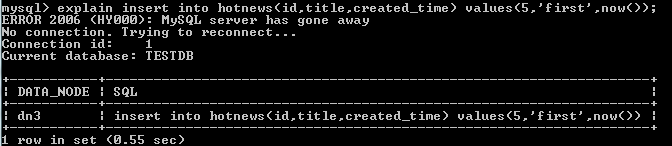 mysql> explain insert into hotnews(id,title,created_time) values(5,'first',now());
ERROR 2006 (HY000): MySQL server has gone away
No connection. Trying to reconnect...
Connection id:    1
Current database: TESTDB
+-----------+---------------------------------------------------------------------+
| DATA_NODE | SQL                                                                 |
+-----------+---------------------------------------------------------------------+
| dn3       | insert into hotnews(id,title,created_time) values(5,'first',now()) |
+-----------+---------------------------------------------------------------------+
1 row in set (0.55 sec)